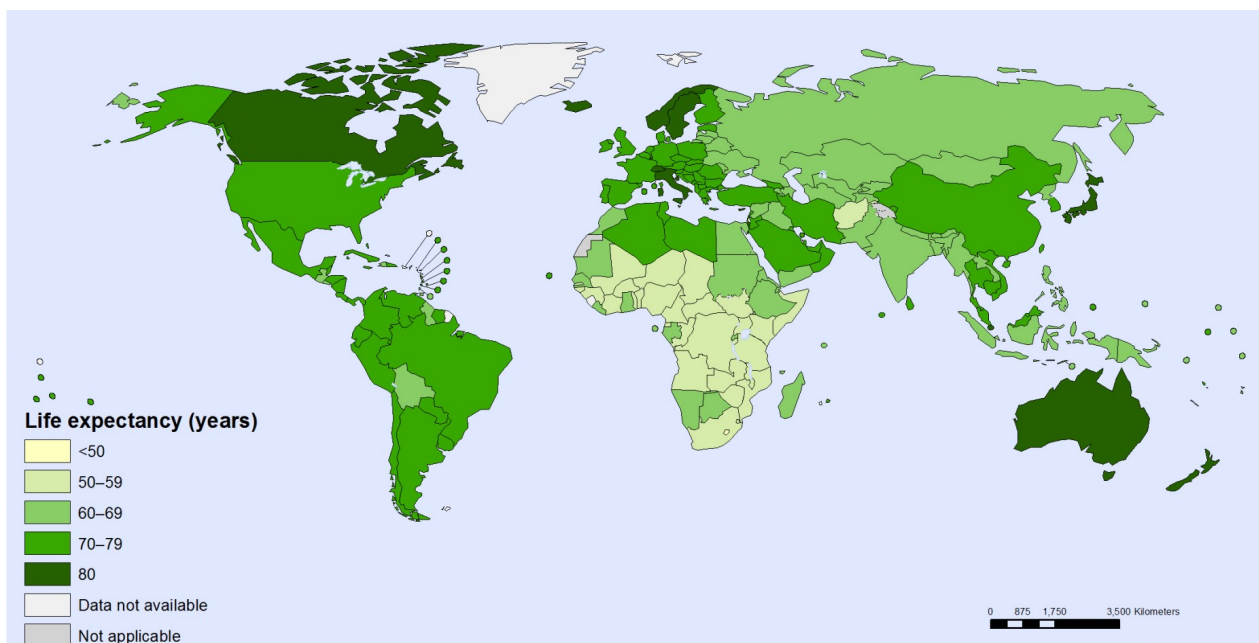 Life expectancy (years)
<50
50–59
60–69
70–79
80
Data not available
Not applicable
0 875 1,750 3,500 Kilometers